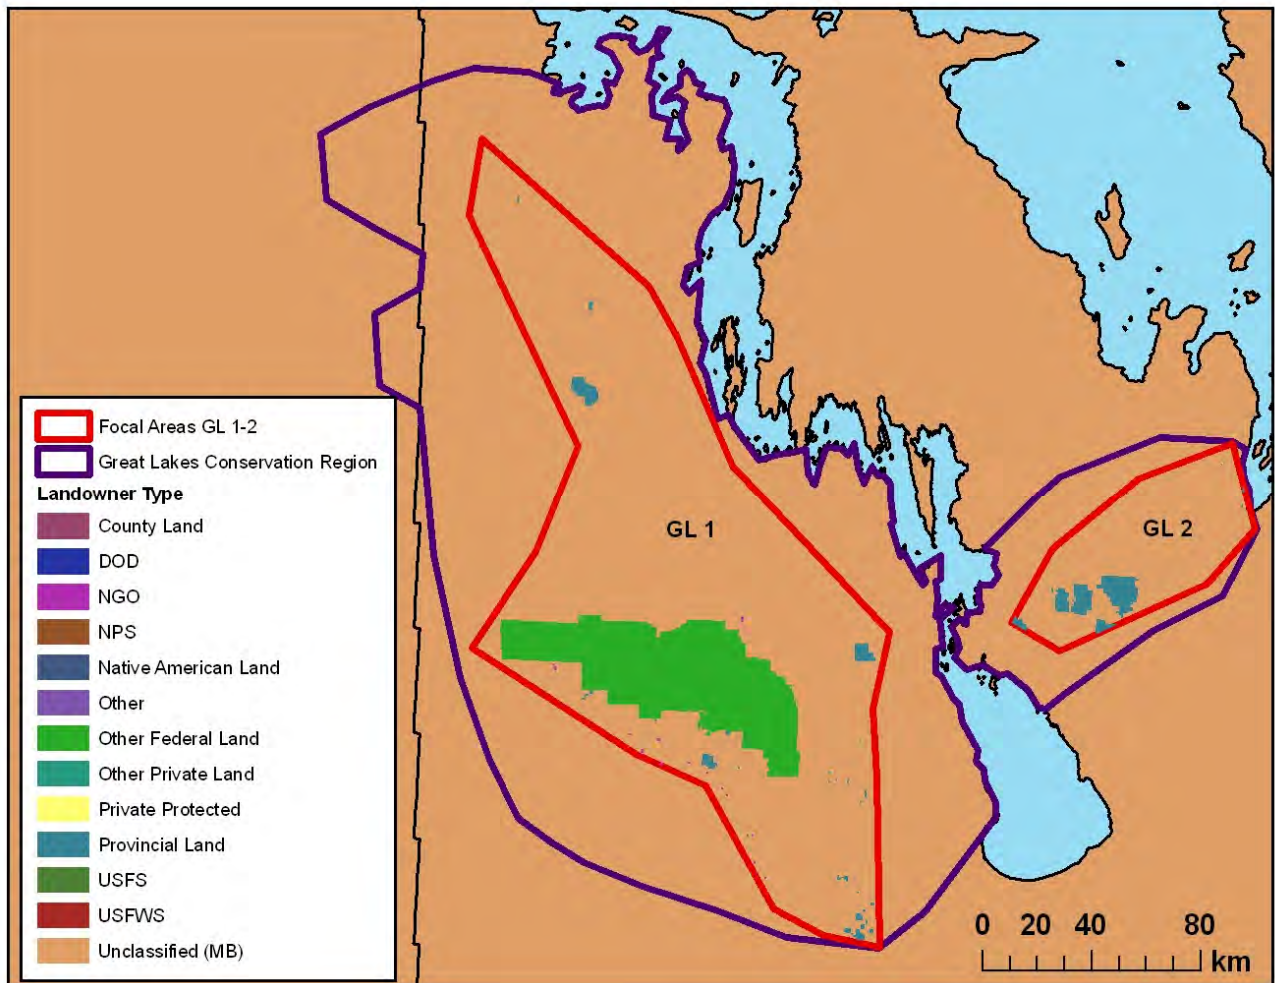 GL 1
GL 2
Focal Areas GL 1-2
Great Lakes Conservation Region
Landowner Type
County Land
DOD
NGO
NPS
Native American Land
Other
Other Federal Land
Other Private Land
Private Protected
Provincial Land
USFS
USFWS
Unclassified (MB)
0 20 40 80
km